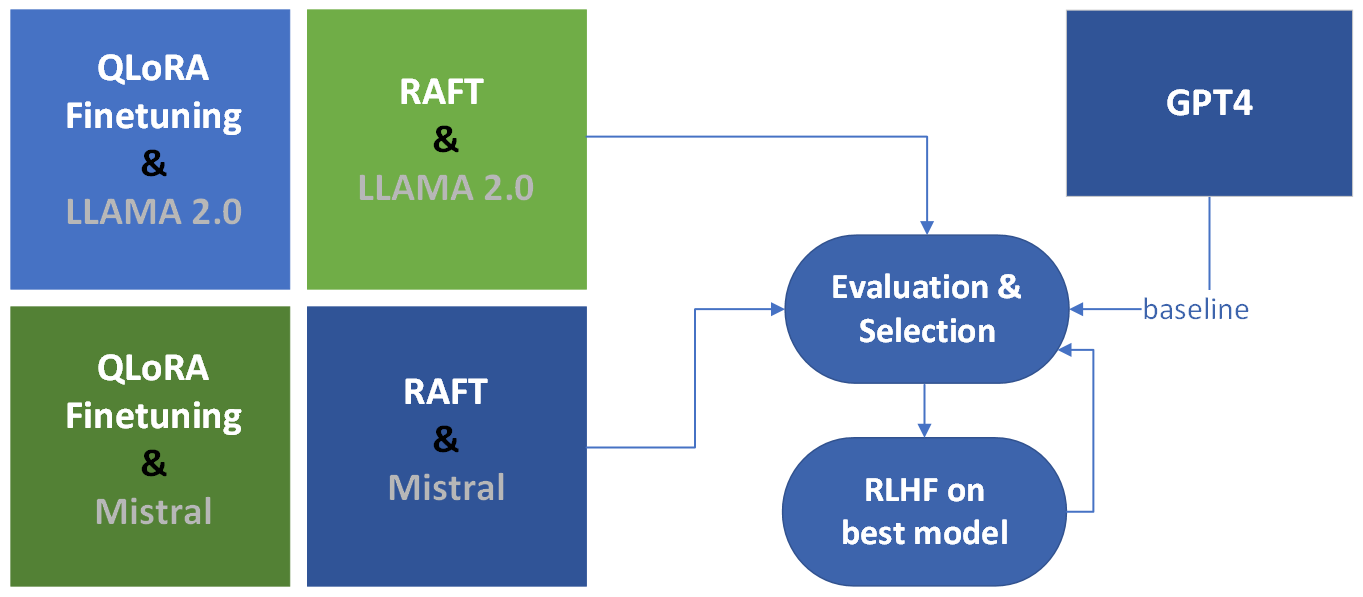 QLoRA
Finetuning
&
LLAMA 2.0
RAFT
&
LLAMA 2.0
GPT4
QLoRA
Finetuning
&
Mistral
RAFT
&
Mistral
Evaluation &
Selection
baseline
RLHF on
best model